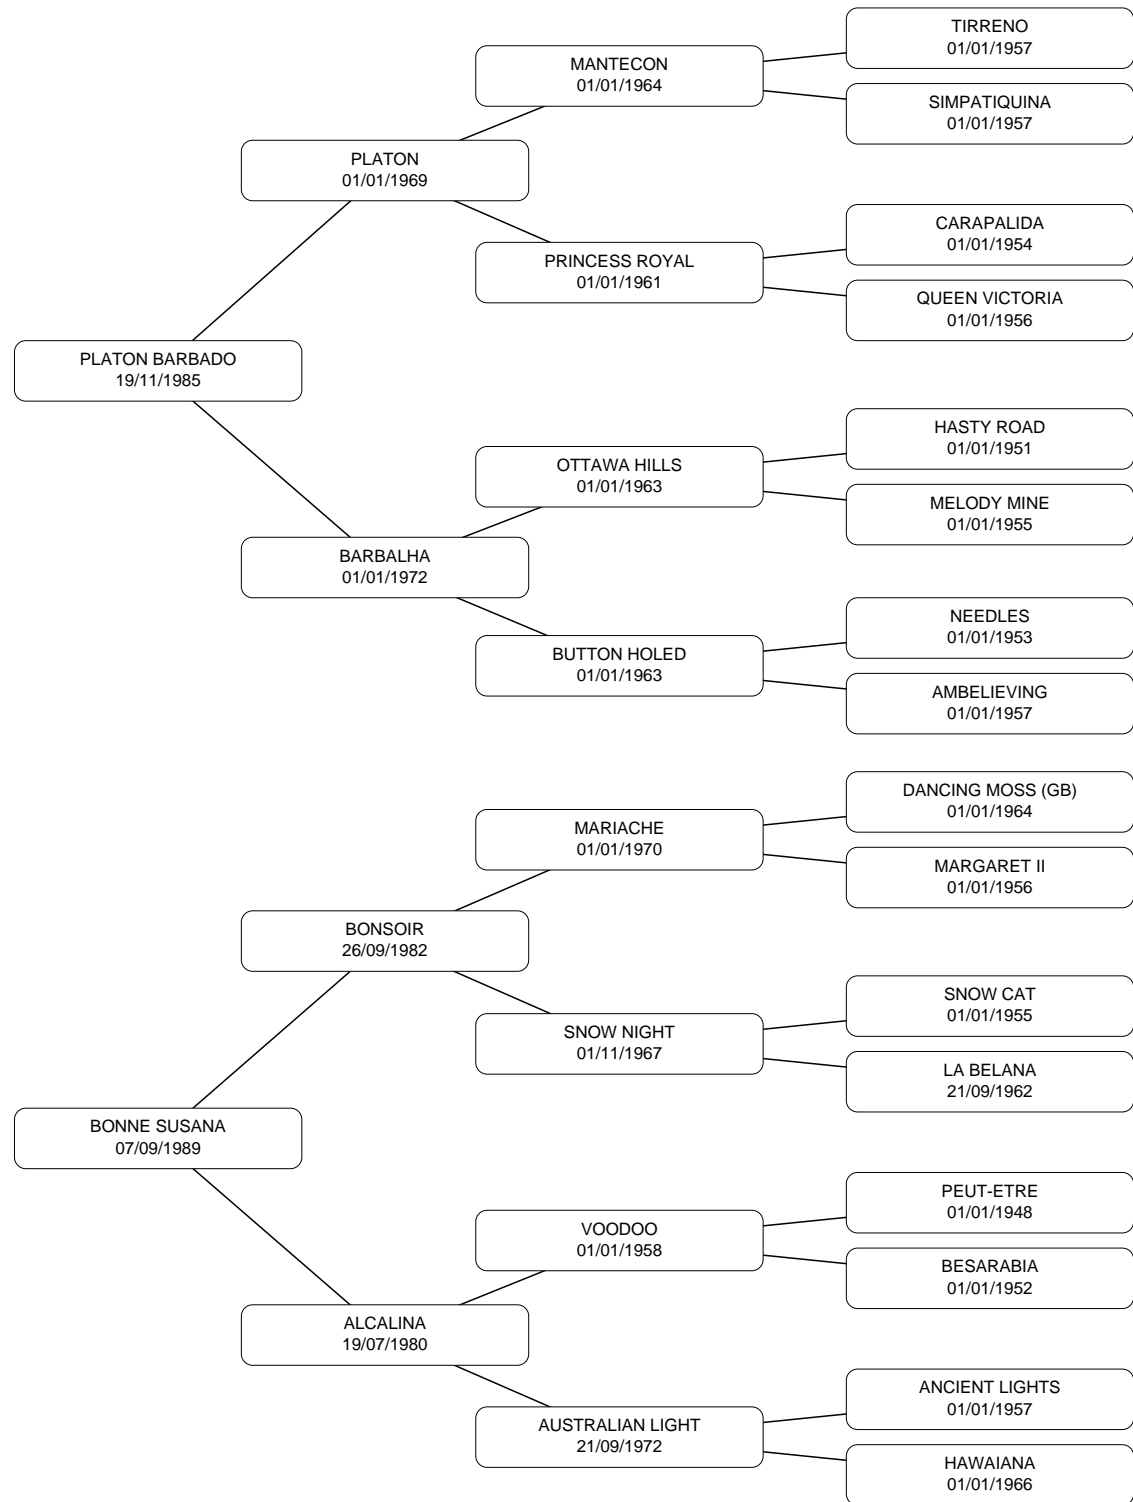 TIRRENO
01/01/1957
MANTECON
01/01/1964
SIMPATIQUINA
01/01/1957
PLATON
01/01/1969
CARAPALIDA
01/01/1954
PRINCESS ROYAL
01/01/1961
QUEEN VICTORIA
01/01/1956
PLATON BARBADO
19/11/1985
HASTY ROAD
01/01/1951
OTTAWA HILLS
01/01/1963
MELODY MINE
01/01/1955
BARBALHA
01/01/1972
NEEDLES
01/01/1953
BUTTON HOLED
01/01/1963
AMBELIEVING
01/01/1957
DANCING MOSS (GB)
01/01/1964
MARIACHE
01/01/1970
MARGARET II
01/01/1956
BONSOIR
26/09/1982
SNOW CAT
01/01/1955
SNOW NIGHT
01/11/1967
LA BELANA
21/09/1962
BONNE SUSANA
07/09/1989
PEUT-ETRE
01/01/1948
VOODOO
01/01/1958
BESARABIA
01/01/1952
ALCALINA
19/07/1980
ANCIENT LIGHTS
01/01/1957
AUSTRALIAN LIGHT
21/09/1972
HAWAIANA
01/01/1966